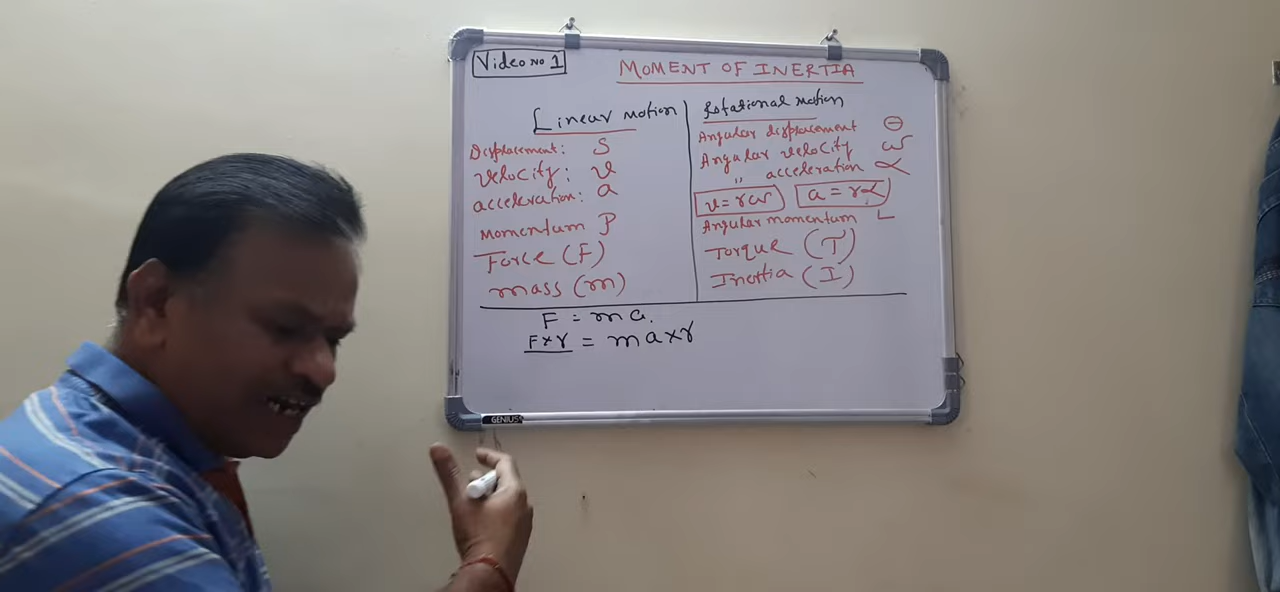 Video No 1
MOMENT OF INERTIA
Linear Motion
Displacement: S
Velocity: v
acceleration: a
Momentum P
Force (F)
mass (m)
Rotational Motion
Angular displacement θ
Angular velocity ω
" acceleration α
v = rω a = rα
Angular momentum L
Torque (T)
Inertia (I)
F = ma.
F×r = ma×r
GENIUS